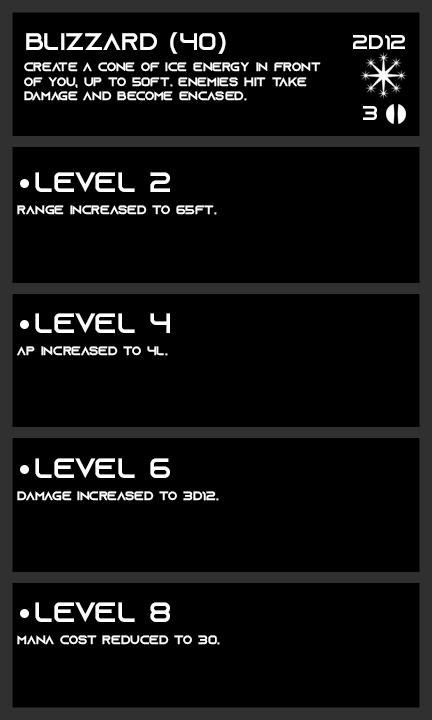 BLIZZARD (40)
2D12
CREATE A CONE OF ICE ENERGY IN FRONT
OF YOU, UP TO 50FT. ENEMIES HIT TAKE
DAMAGE AND BECOME ENCASED.
3
•LEVEL 2
RANGE INCREASED TO 65FT.
•LEVEL 4
AP INCREASED TO 4L.
•LEVEL 6
DAMAGE INCREASED TO 3D12.
•LEVEL 8
MANA COST REDUCED TO 30.